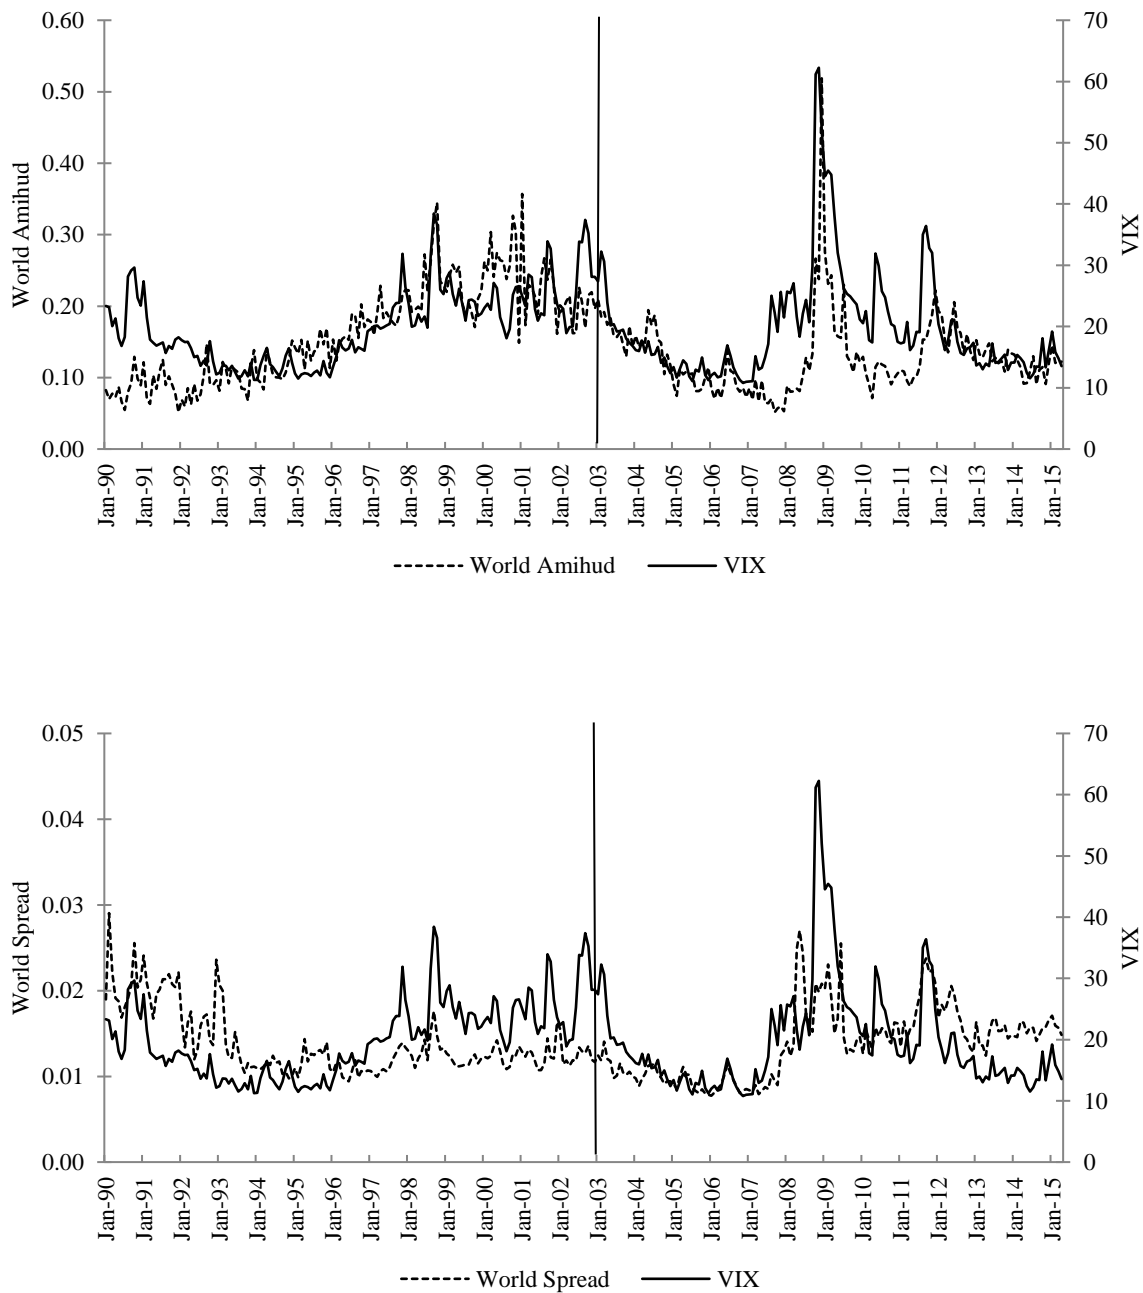 0.60
0.50
0.40
0.30
0.20
0.10
0.00
World Amihud
70
60
50
40
30
20
10
0
VIX
Jan-90
Jan-91
Jan-92
Jan-93
Jan-94
Jan-95
Jan-96
Jan-97
Jan-98
Jan-99
Jan-00
Jan-01
Jan-02
Jan-03
Jan-04
Jan-05
Jan-06
Jan-07
Jan-08
Jan-09
Jan-10
Jan-11
Jan-12
Jan-13
Jan-14
Jan-15
World Amihud VIX
0.05
0.04
0.03
0.02
0.01
0.00
World Spread
70
60
50
40
30
20
10
0
VIX
Jan-90
Jan-91
Jan-92
Jan-93
Jan-94
Jan-95
Jan-96
Jan-97
Jan-98
Jan-99
Jan-00
Jan-01
Jan-02
Jan-03
Jan-04
Jan-05
Jan-06
Jan-07
Jan-08
Jan-09
Jan-10
Jan-11
Jan-12
Jan-13
Jan-14
Jan-15
World Spread VIX